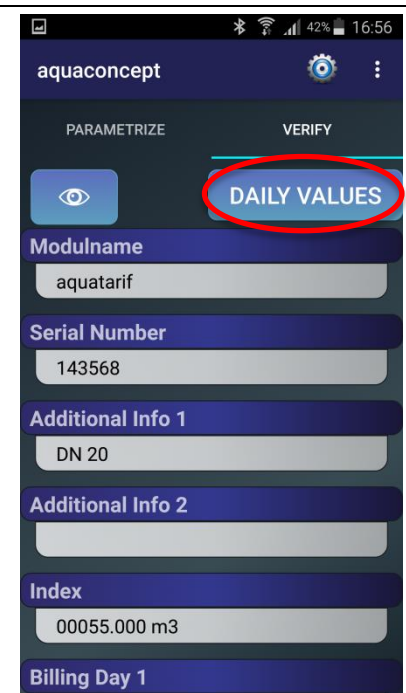 42% 16:56
aquaconcept
PARAMETRIZE VERIFY
DAILY VALUES
Modulname
aquatarif
Serial Number
143568
Additional Info 1
DN 20
Additional Info 2
Index
00055.000 m3
Billing Day 1